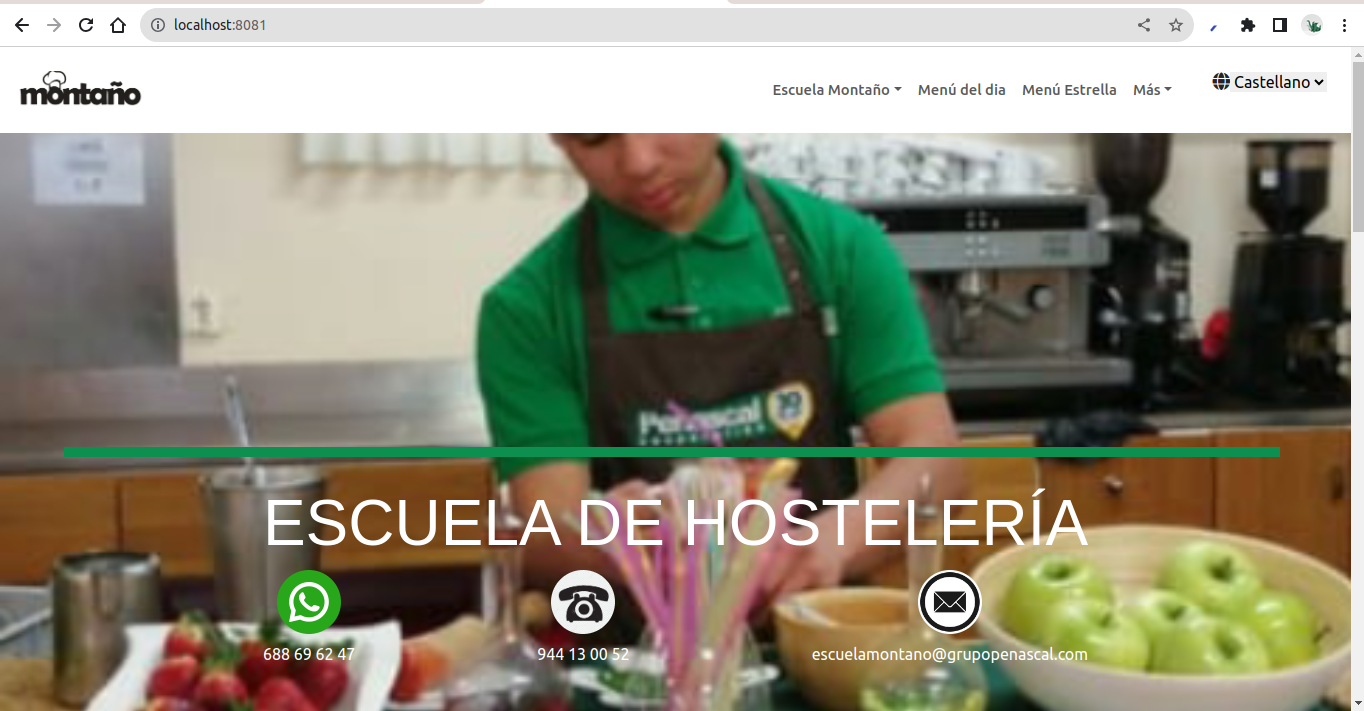 localhost:8081
montaño
Escuela Montaño Menú del dia Menú Estrella Más Castellano
Peñascal
ESCUELA DE HOSTELERÍA
688 69 62 47 944 13 00 52 escuelamontano@grupopenascal.com